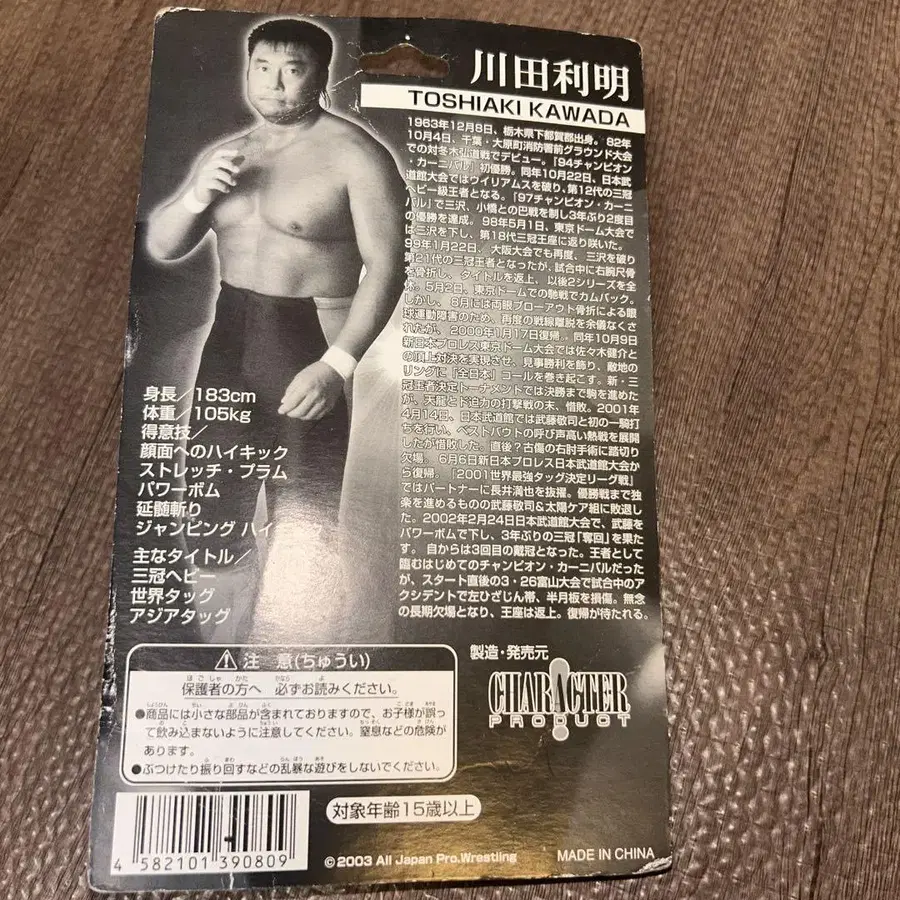 川田利明
TOSHIAKI KAWADA
1963年12月8日、栃木県下都賀郡出身。82年
10月4日、千葉・大原町消防署前グラウンド大会
での対冬木弘道戦でデビュー。「94チャンピオン
・カーニバル」初優勝。同年10月22日、日本武
道館大会ではウイリアムスを破り、第12代の三冠
ヘビー級王者となる。「97チャンピオン・カーニ
バル」で三沢、小橋との巴戦を制し3年ぶり2度目
の優勝を達成。98年5月1日、東京ドーム大会で
は三沢を下し、第18代三冠王座に返り咲いた。
99年1月22日、大阪大会でも再度、三沢を破り
第21代の三冠王者となったが、試合中に右腕尺骨
を骨折し、タイトルを返上、以後2シリーズを全
休。5月2日、東京ドームでの馳戦でカムバック。
しかし、8月には両眼ブローアウト骨折による眼
球運動障害のため、再度の戦線離脱を余儀なくさ
れたが、2000年1月17日復帰。同年10月9日
新日本プロレス東京ドーム大会では佐々木健介と
の頂上対決を実現させ、見事勝利を飾り、敵地の
リングに「全日本」コールを巻き起こす。新・三
冠王者決定トーナメントでは決勝まで駒を進めた
が、天龍とド迫力の打撃戦の末、惜敗。2001年
4月14日、日本武道館では武藤敬司と初の一騎打
ちを行い、ベストバウトの呼び声高い熱戦を展開
したが惜敗した。直後?古傷の右肘手術に踏切り
欠場。6月6日新日本プロレス日本武道館大会か
ら復帰。『2001世界最強タッグ決定リーグ戦』
ではパートナーに長井満也を抜擢。優勝戦まで独
楽を進めるものの武藤敬司&太陽ケア組に敗退し
た。2002年2月24日日本武道館大会で、武藤を
パワーボムで下し、3年ぶりの三冠「奪回」を果た
す。自からは3回目の戴冠となった。王者として
臨むはじめてのチャンピオン・カーニバルだった
が、スタート直後の3・26富山大会で試合中のア
クシデントで左ひざじん帯、半月板を損傷。無念
の長期欠場となり、王座は返上。復帰が待たれる。
身長/183cm
体重/105kg
得意技/
顔面へのハイキック
ストレッチ・プラム
パワーボム
延髄斬り
ジャンピング ハイ
主なタイトル/
三冠ヘビー
世界タッグ
アジアタッグ
注 意(ちゅうい)
保護者の方へ 必ずお読みください。
●商品には小さな部品が含まれておりますので、お子様が誤っ
て飲み込まないように注意してください。窒息などの危険が
あります。
●ぶつけたり振り回すなどの乱暴な遊びをしないでください。
製造・発売元
CHARACTER
PRODUCT
対象年齢15歳以上
4 582101 390809
© 2003 All Japan Pro.Wrestling
MADE IN CHINA